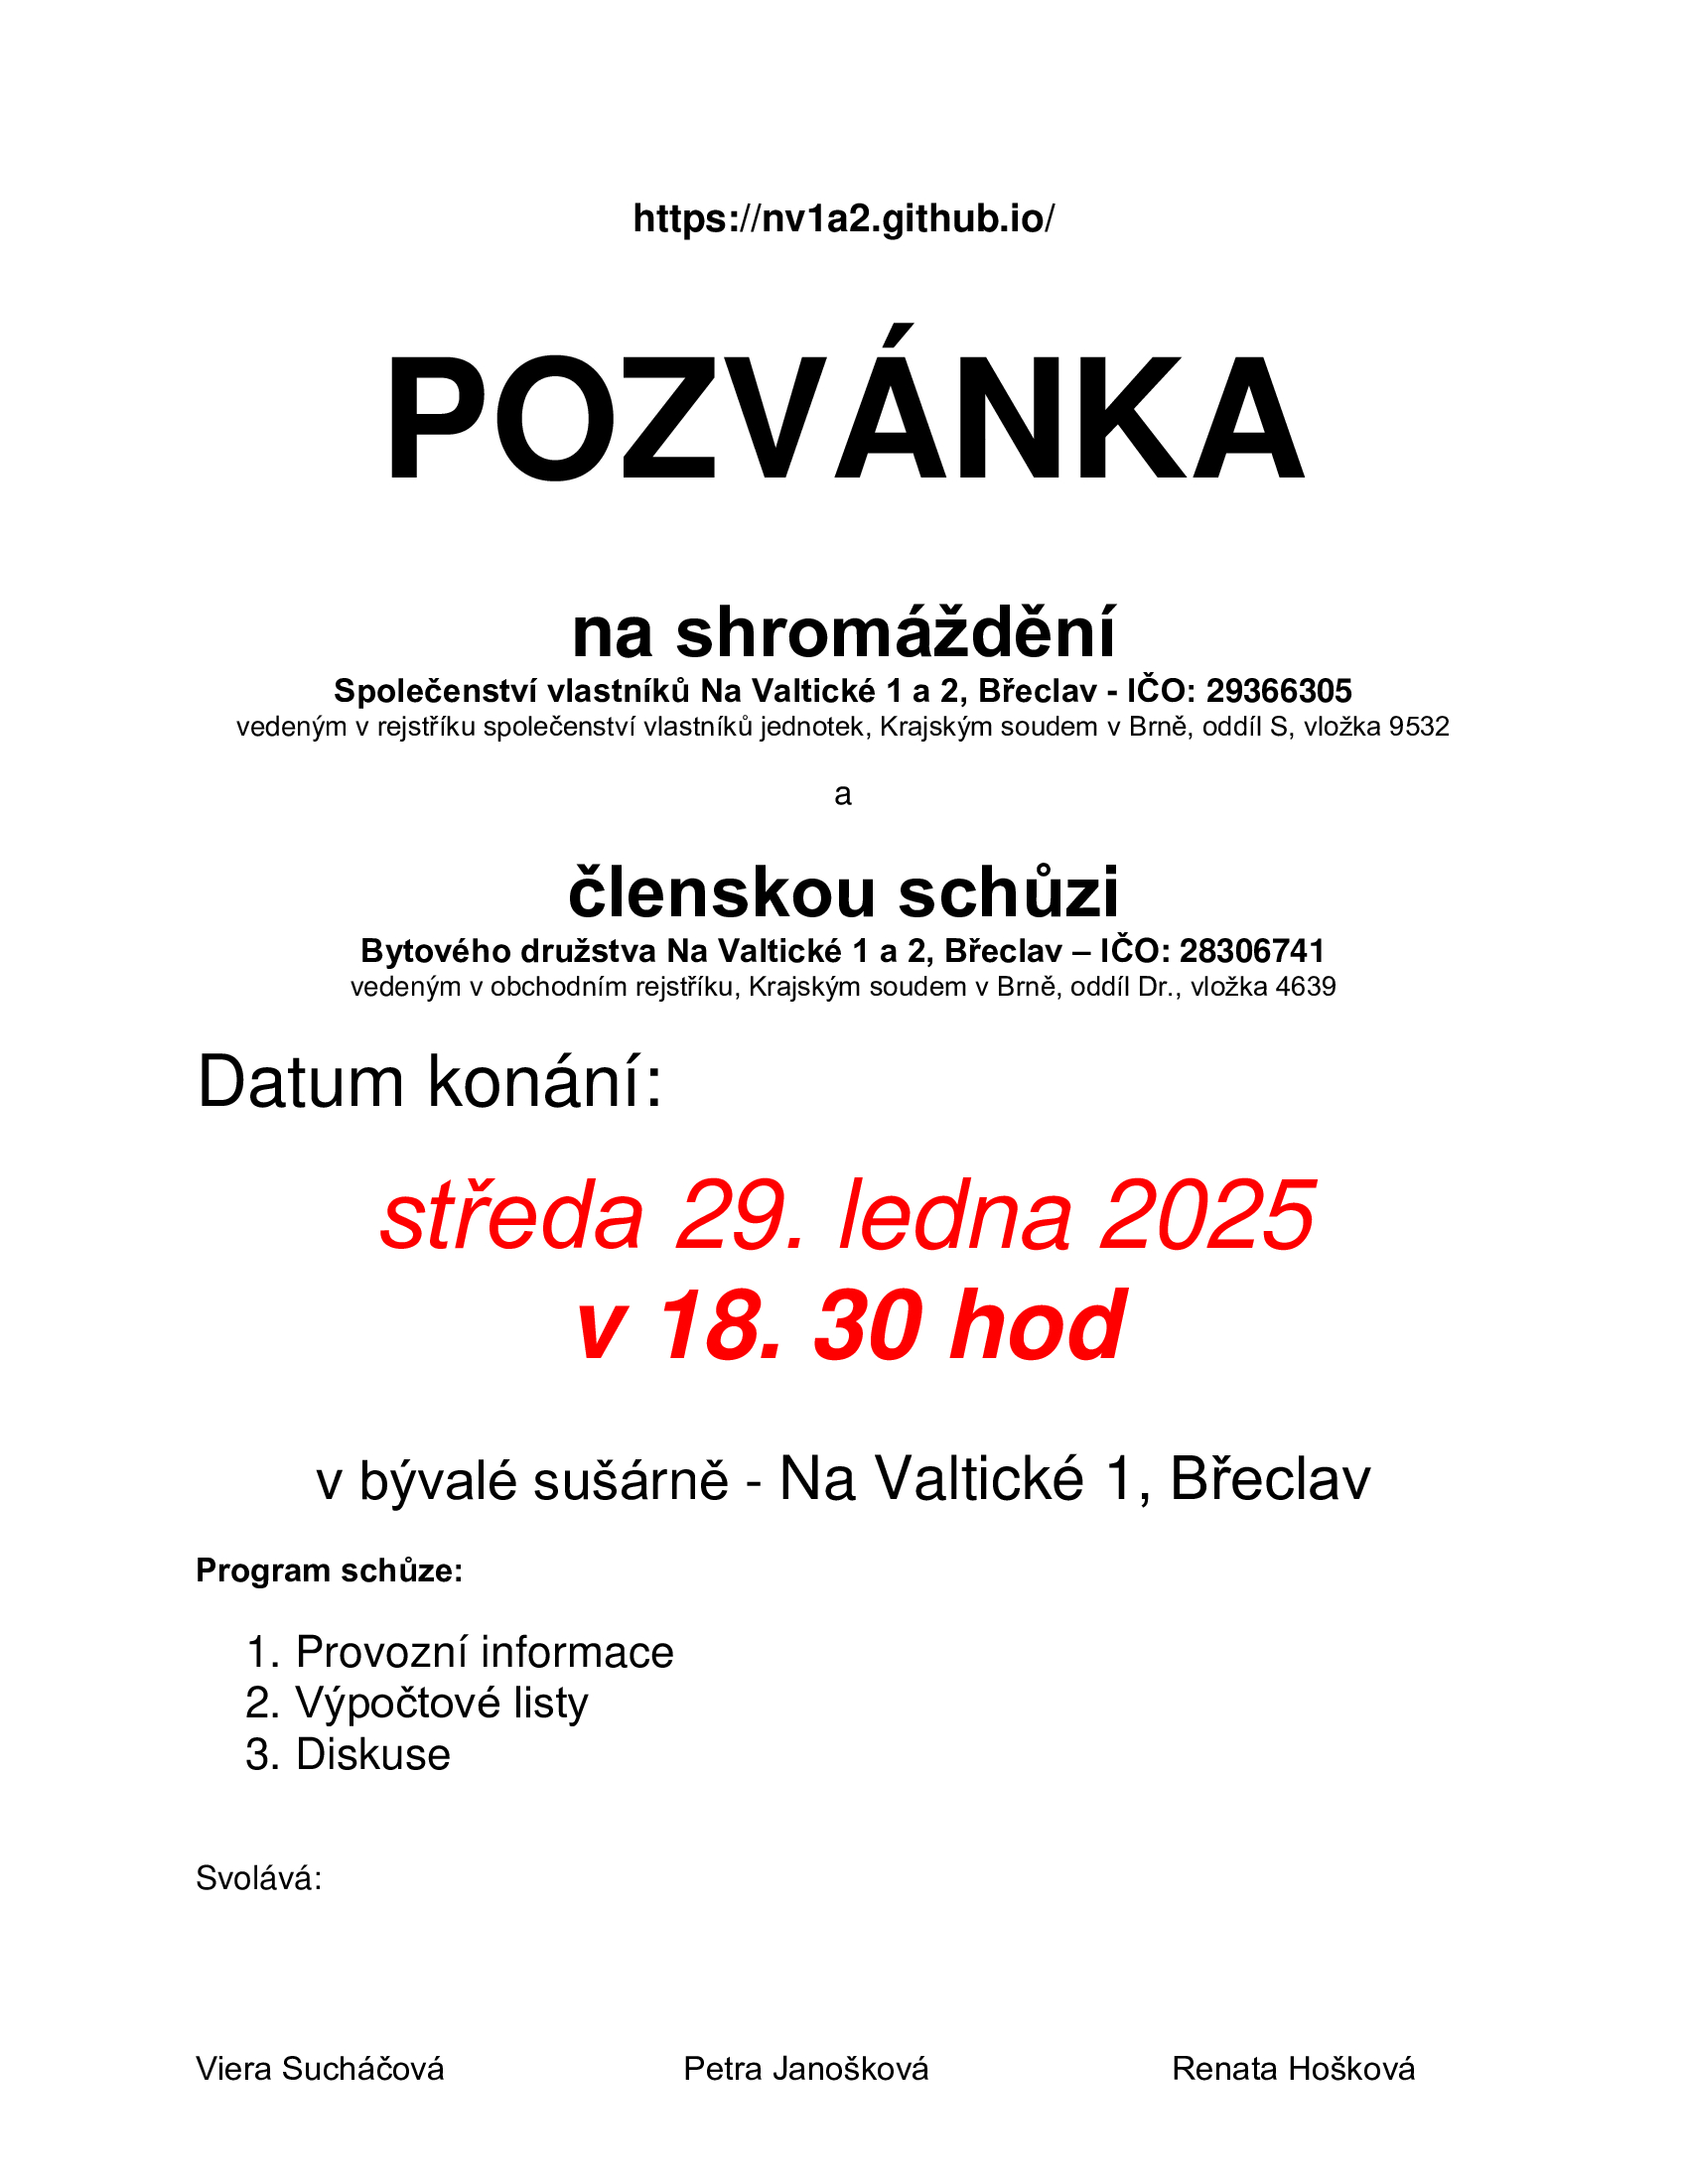 https://nv1a2.github.io/
POZVÁNKA
na shromáždění
Společenství vlastníků Na Valtické 1 a 2, Břeclav - IČO: 29366305
vedeným v rejstříku společenství vlastníků jednotek, Krajským soudem v Brně, oddíl S, vložka 9532
a
členskou schůzi
Bytového družstva Na Valtické 1 a 2, Břeclav – IČO: 28306741
vedeným v obchodním rejstříku, Krajským soudem v Brně, oddíl Dr., vložka 4639
Datum konání:
středa 29. ledna 2025
v 18. 30 hod
v bývalé sušárně - Na Valtické 1, Břeclav
Program schůze:
1. Provozní informace
2. Výpočtové listy
3. Diskuse
Svolává:
Viera Sucháčová Petra Janošková Renata Hošková